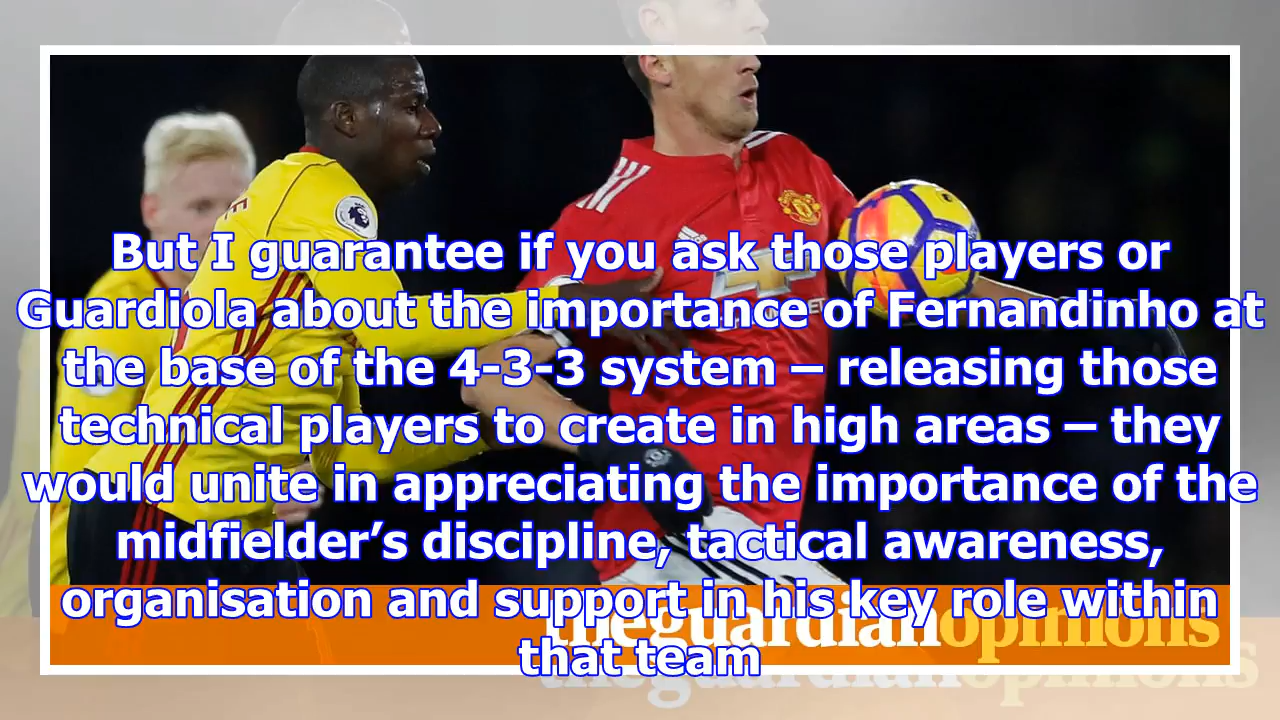 But I guarantee if you ask those players or
Guardiola about the importance of Fernandinho at
the base of the 4-3-3 system – releasing those
technical players to create in high areas – they
would unite in appreciating the importance of the
midfielder’s discipline, tactical awareness,
organisation and support in his key role within
that team
theguardianopinions
theguardianopinions